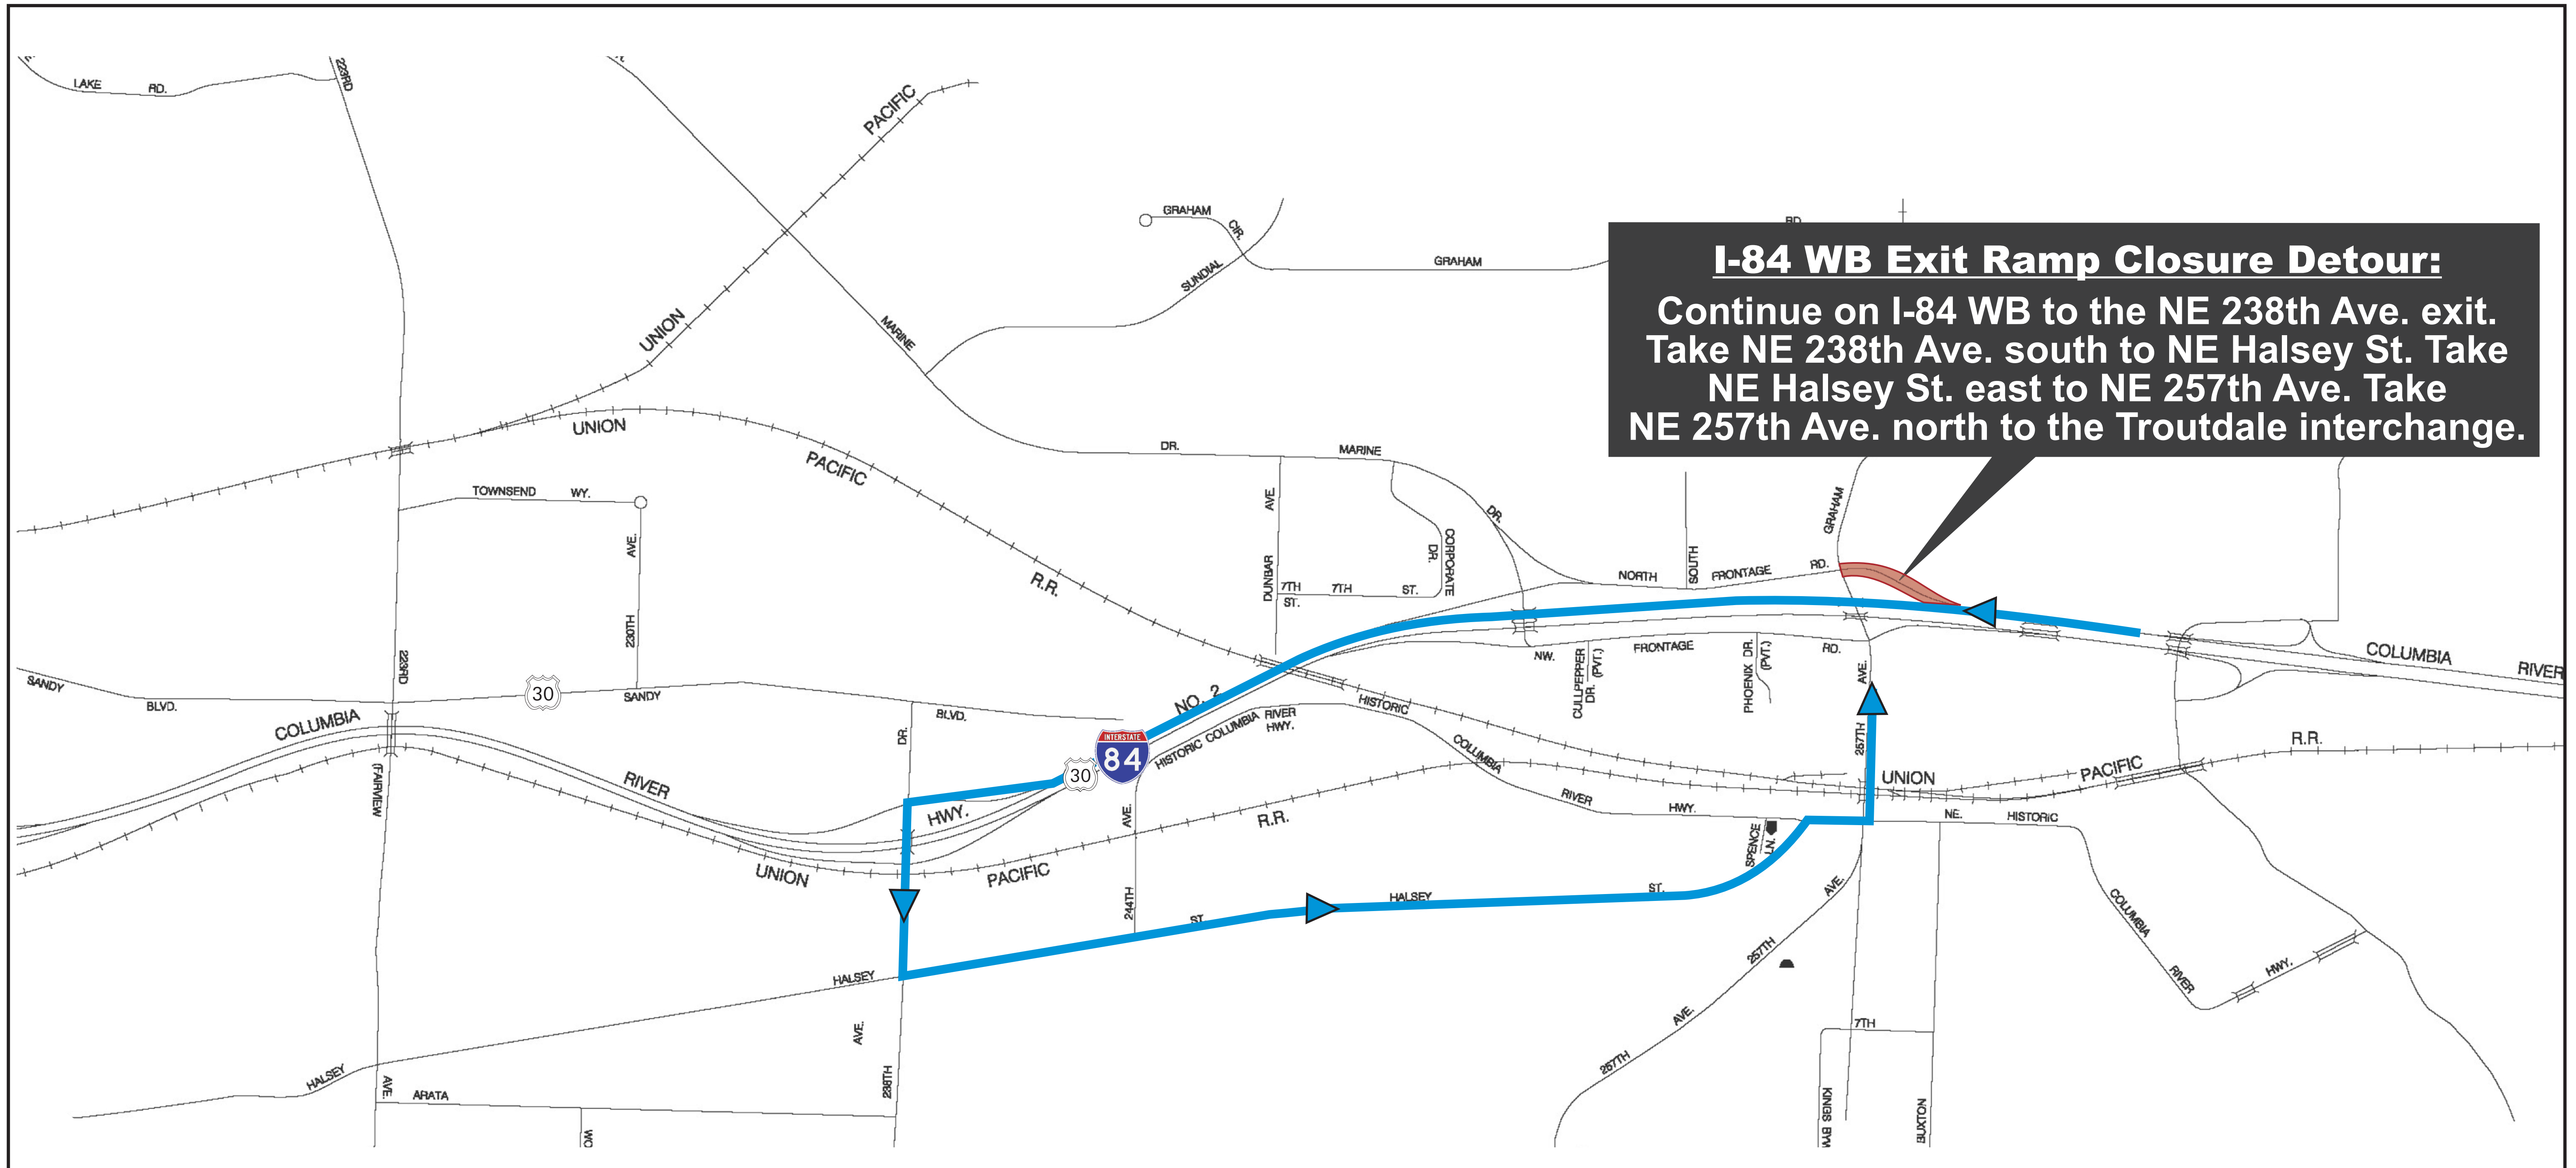 LAKE RD.
223RD
PACIFIC
UNION
GRAHAM
CIR.
SUNDIAL
GRAHAM
RD.
I-84 WB Exit Ramp Closure Detour:
Continue on I-84 WB to the NE 238th Ave. exit.
Take NE 238th Ave. south to NE Halsey St. Take
NE Halsey St. east to NE 257th Ave. Take
NE 257th Ave. north to the Troutdale interchange.
MARINE
UNION
PACIFIC
R.R.
DR.
MARINE
DR.
TOWNSEND WY.
AVE.
230TH
AVE.
DUNBAR
7TH 7TH ST.
ST.
CORPORATE
DR.
GRAHAM
NORTH
SOUTH
FRONTAGE
RD.
223RD
SANDY
BLVD.
30
SANDY
BLVD.
DR.
COLUMBIA
RIVER
HWY.
NO. 2
INTERSTATE
84
30
HISTORIC COLUMBIA RIVER
HWY.
HISTORIC
COLUMBIA
RIVER
HWY.
NW.
FRONTAGE
RD.
CULLPEPPER
DR. (PVT.)
PHOENIX DR.
(PVT.)
AVE.
257TH
COLUMBIA
RIVER
UNION
PACIFIC
R.R.
(FAIRVIEW
UNION
PACIFIC
R.R.
AVE.
244TH
SPENCE
LN.
NE.
HISTORIC
COLUMBIA
RIVER
HWY.
HALSEY
ST.
HALSEY
ST.
AVE.
257TH
AVE.
257TH
7TH
HALSEY
AVE.
ARATA
AVE.
238TH
KINGS BYW
BUXTON